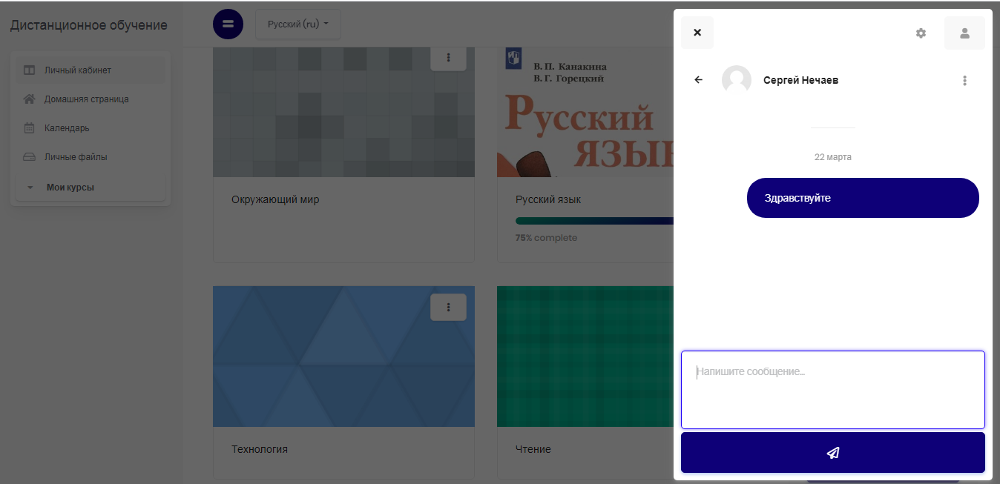 Дистанционное обучение
Личный кабинет
Домашняя страница
Календарь
Личные файлы
Мои курсы
Русский (ru)
В. П. Канакина
В. Г. Горецкий
Русский
ЯЗЫ
Окружающий мир
Русский язык
75% complete
Технология
Чтение
Сергей Нечаев
22 марта
Здравствуйте
Напишите сообщение...